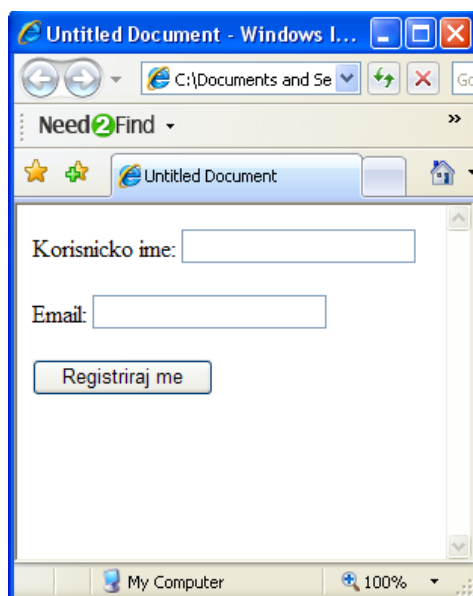 Untitled Document - Windows I...
C:\Documents and Se
Go
Need2Find
»
Untitled Document
Korisnicko ime:
Email:
Registriraj me
My Computer
100%